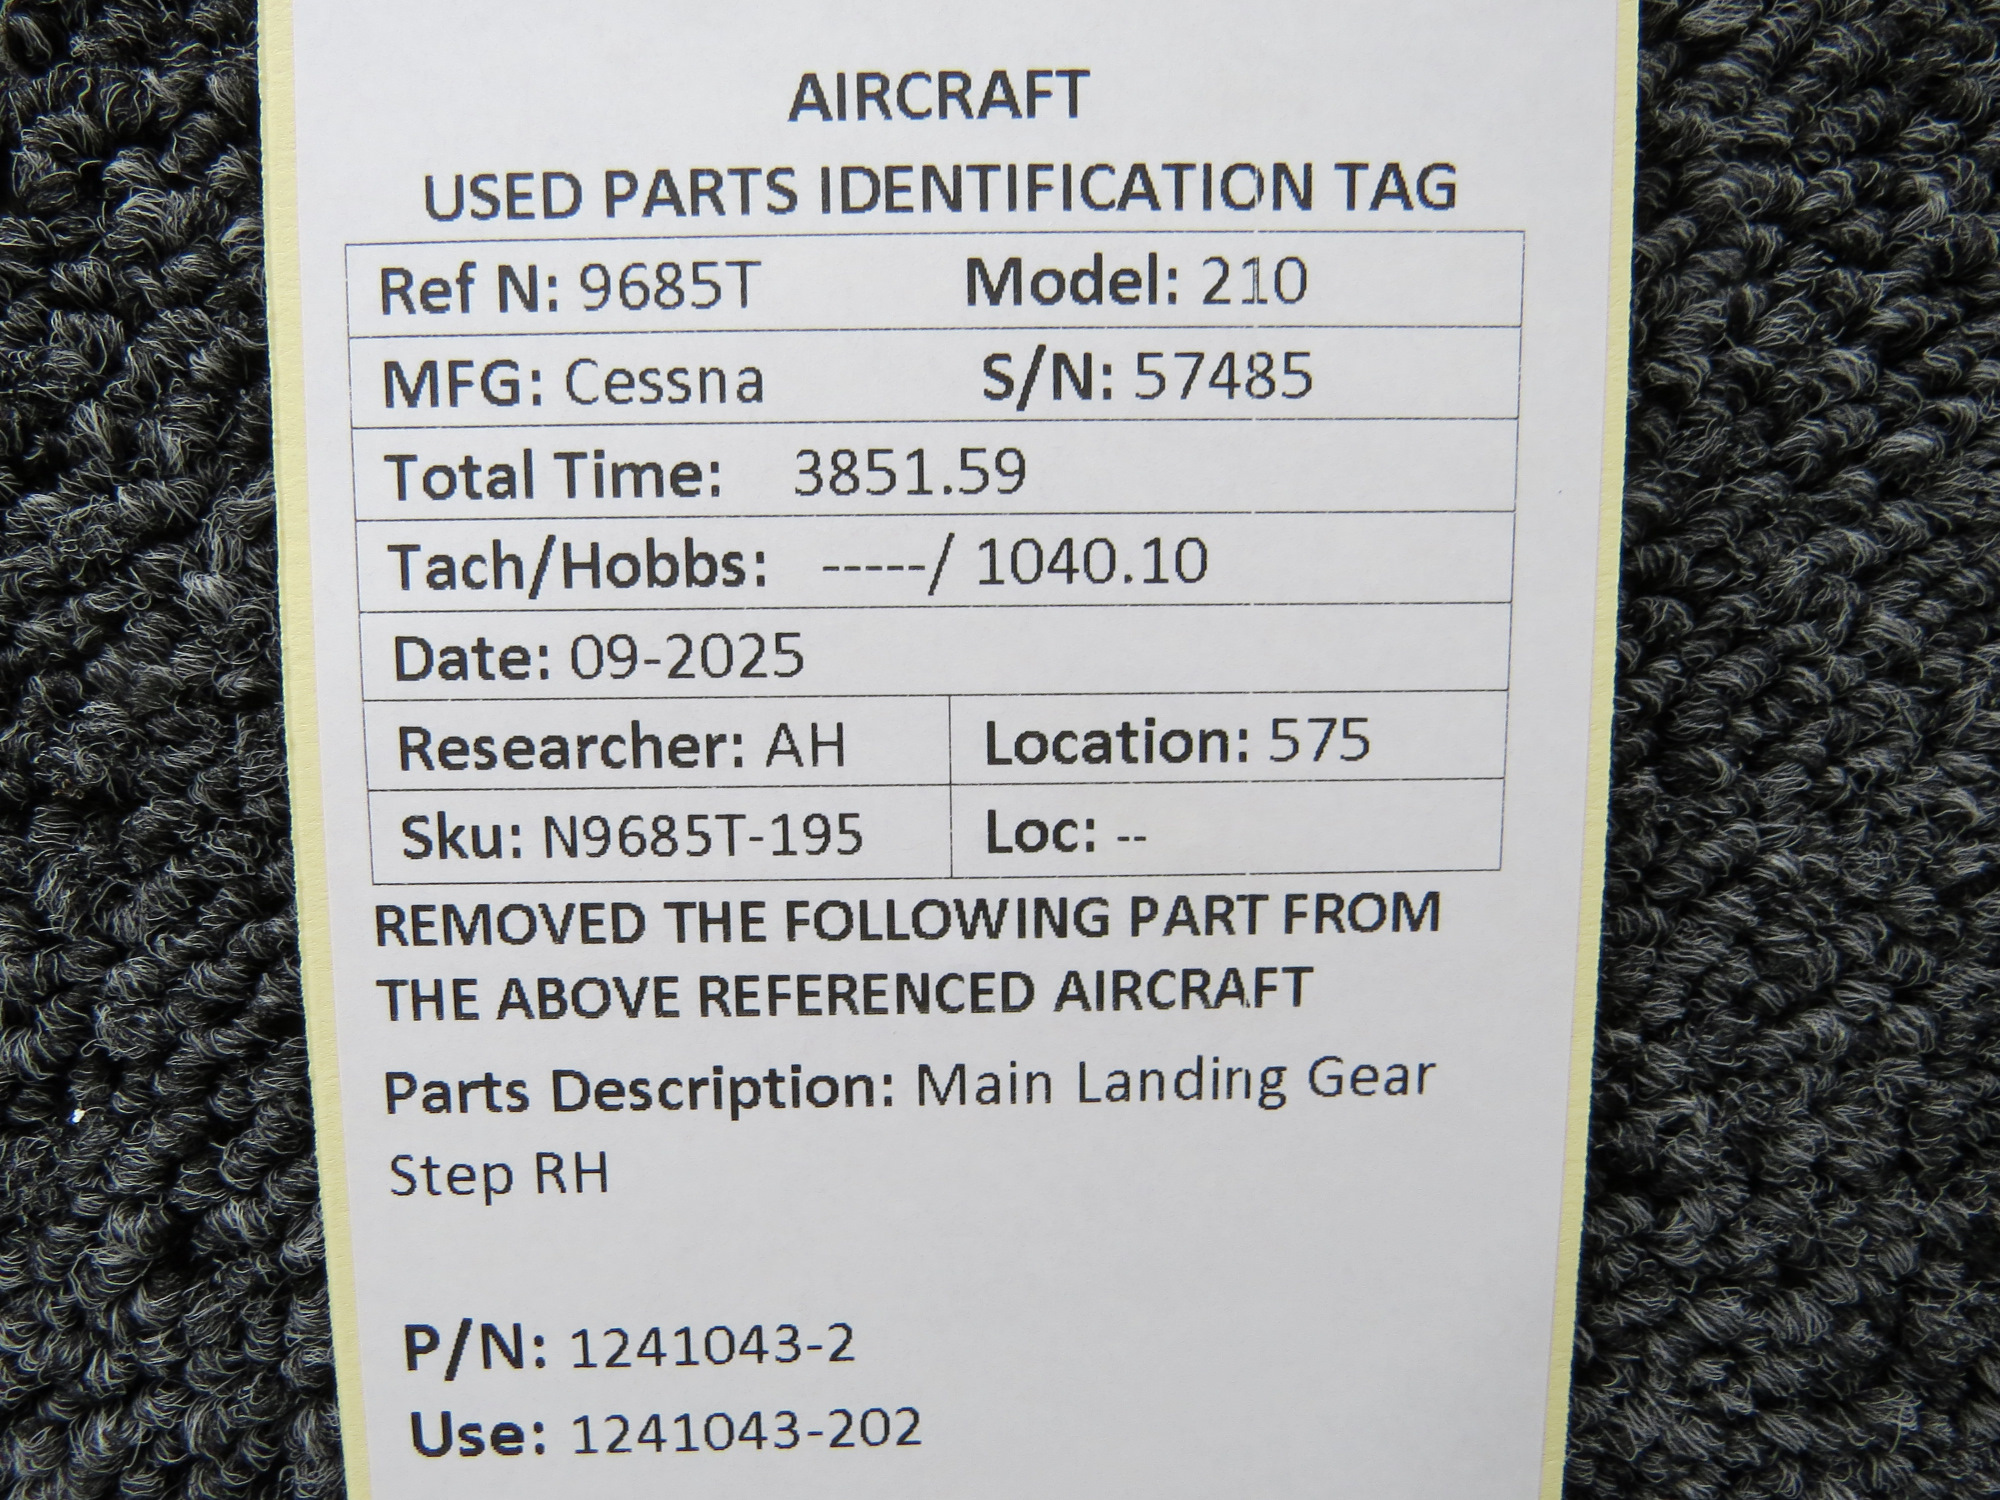 AIRCRAFT
USED PARTS IDENTIFICATION TAG
Ref N: 9685T Model: 210
MFG: Cessna S/N: 57485
Total Time: 3851.59
Tach/Hobbs: -----/ 1040.10
Date: 09-2025
Researcher: AH Location: 575
Sku: N9685T-195 Loc: --
REMOVED THE FOLLOWING PART FROM
THE ABOVE REFERENCED AIRCRAFT
Parts Description: Main Landing Gear
Step RH
P/N: 1241043-2
Use: 1241043-202